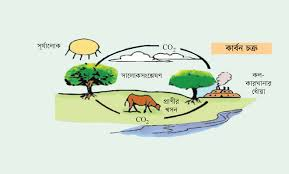 সূর্যালোক
CO₂
কার্বন চক্র
সালোকসংশ্লেষণ
কল-
কারখানার
ধোঁয়া
প্রাণীর
শ্বসন
CO₂